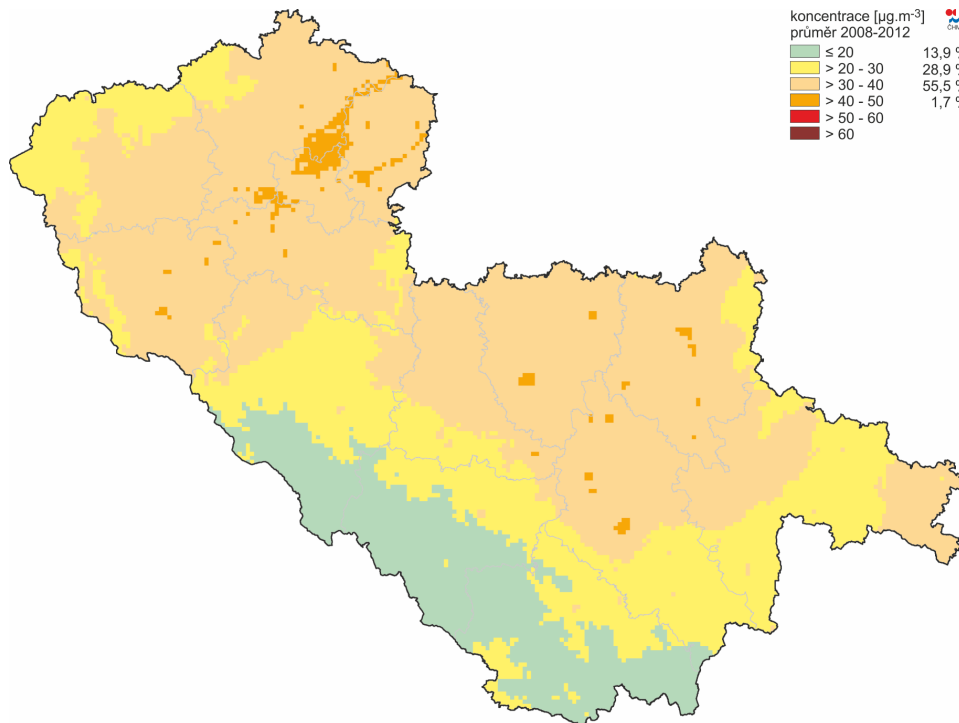 koncentrace [µg.m-3]
průměr 2008-2012
≤ 20 13,9 %
> 20 - 30 28,9 %
> 30 - 40 55,5 %
> 40 - 50 1,7 %
> 50 - 60
> 60